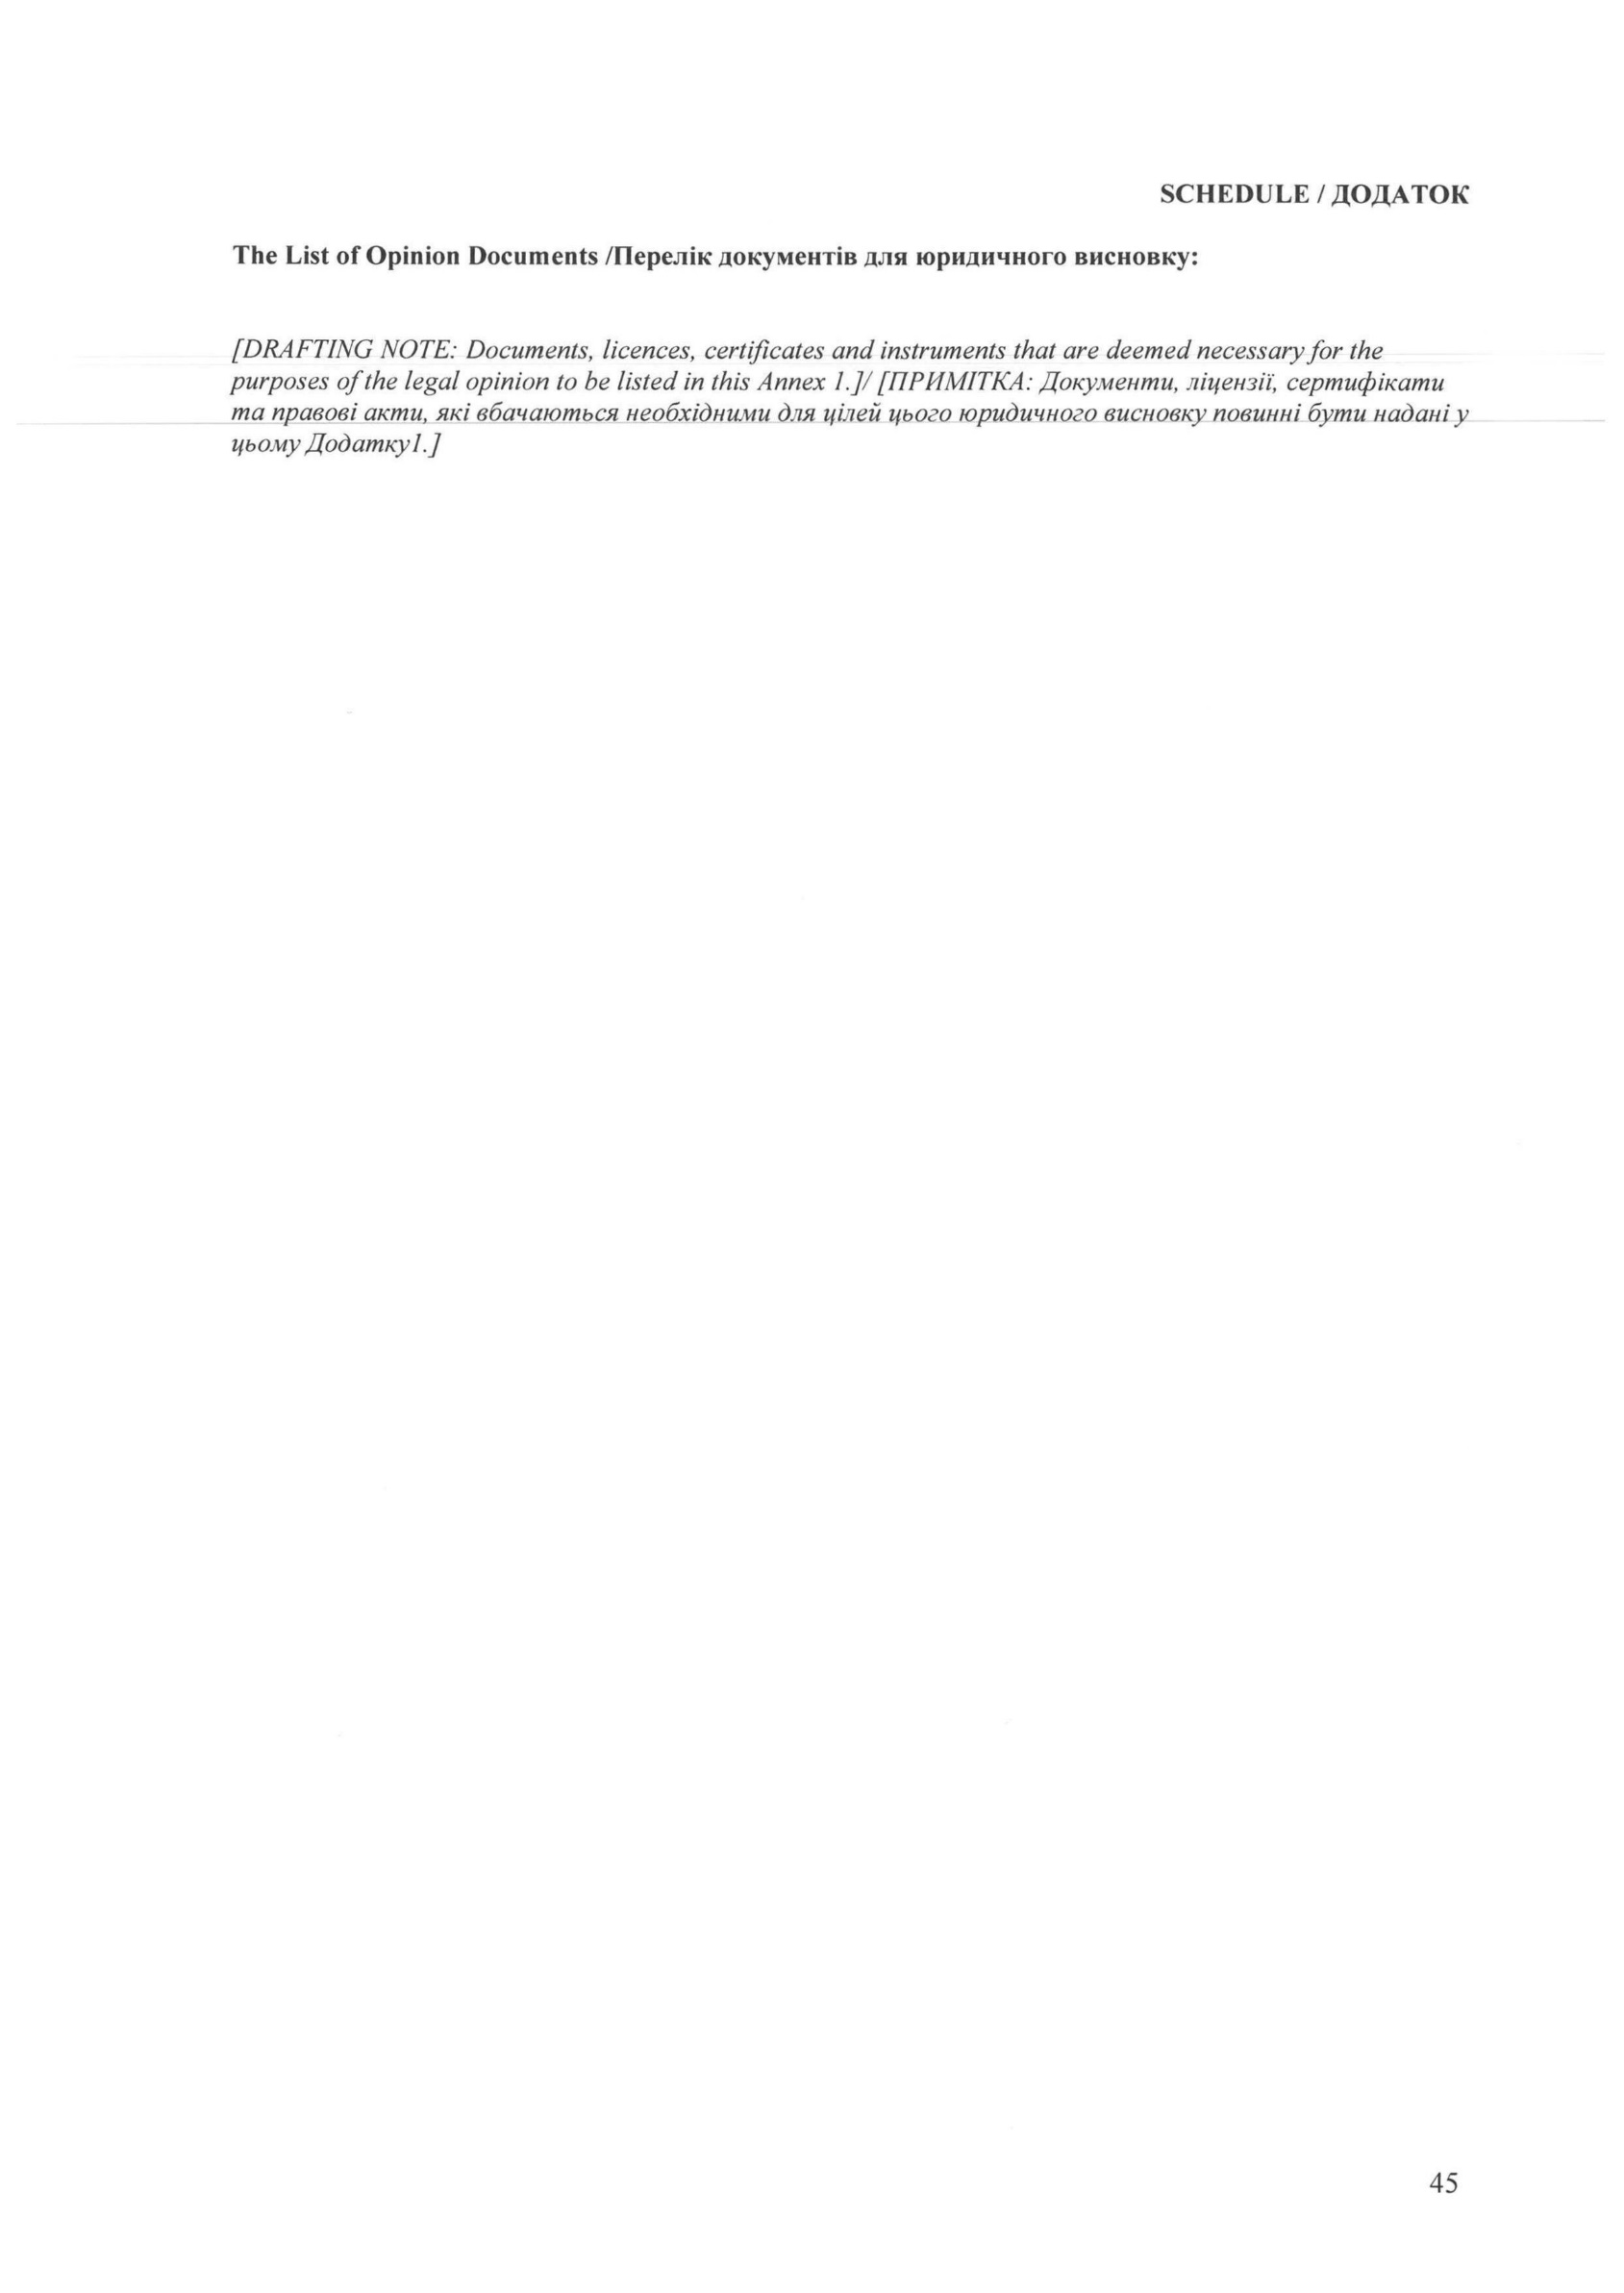 SCHEDULE / ДОДАТОК
The List of Opinion Documents /Перелік документів для юридичного висновку:
[DRAFTING NOTE: Documents, licences, certificates and instruments that are deemed necessary for the
purposes of the legal opinion to be listed in this Annex 1.]/ [ПРИМІТКА: Документи, ліцензії, сертифікати
та правові акти, які вбачаються необхідними для цілей цього юридичного висновку повинні бути надані у
цьому Додатку1.]
45